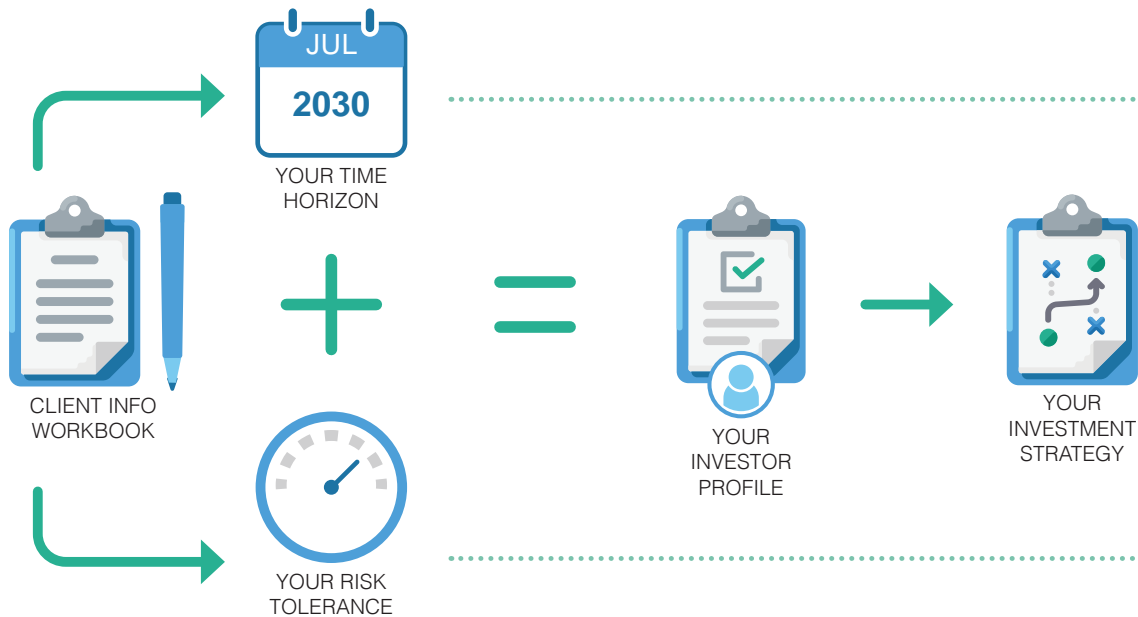 JUL
2030
YOUR TIME
HORIZON
CLIENT INFO
WORKBOOK
YOUR RISK
TOLERANCE
YOUR
INVESTOR
PROFILE
YOUR
INVESTMENT
STRATEGY